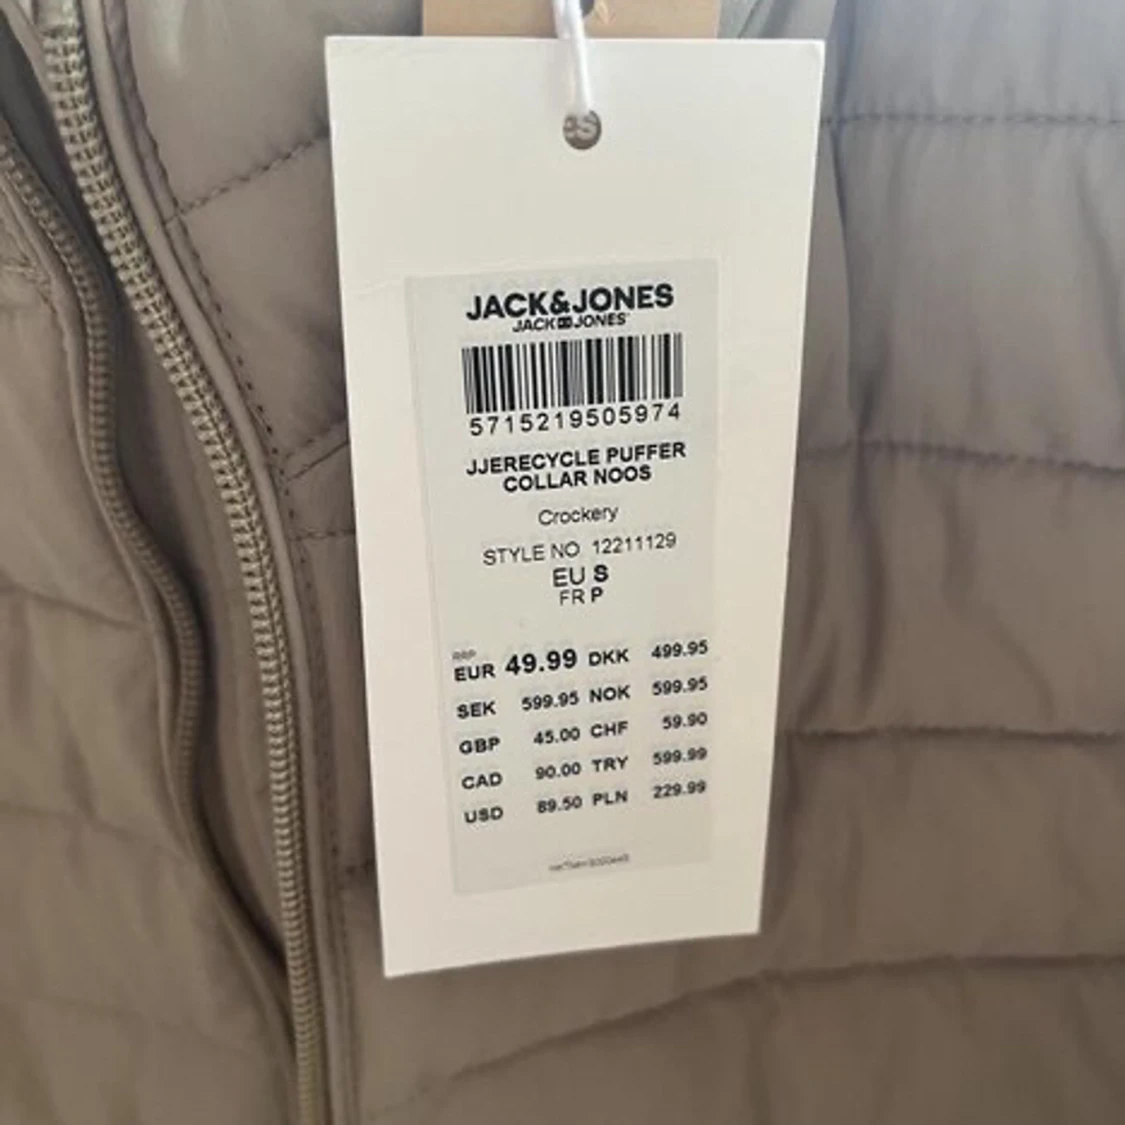 es
JACK&JONES
JACK JONES
5715219505974
JJERECYCLE PUFFER
COLLAR NOOS
Crockery
STYLE NO 12211129
EU S
FR P
RRP
EUR 49.99 DKK 499.95
SEK 599.95 NOK 599.95
GBP 45.00 CHF 59.90
CAD 90.00 TRY 599.99
USD 89.50 PLN 229.99